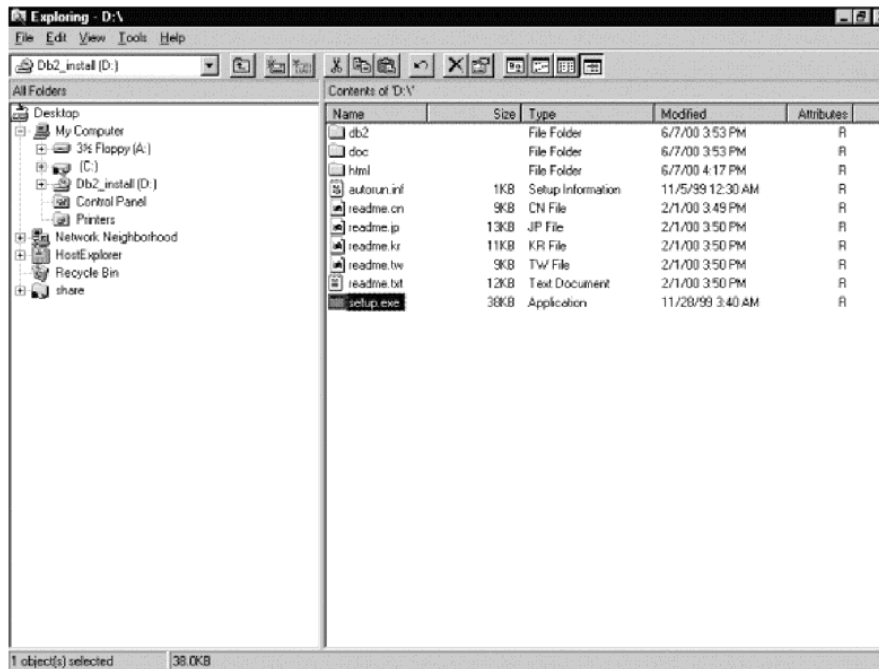 Exploring - D:\
File Edit View Tools Help
Db2_install (D:)
All Folders
Contents of 'D:\'
Desktop
My Computer
3½ Floppy (A:)
(C:)
Db2_install (D:)
Control Panel
Printers
Network Neighborhood
HostExplorer
Recycle Bin
share
Name Size Type Modified Attributes
db2 File Folder 6/7/00 3:53 PM R
doc File Folder 6/7/00 3:53 PM R
html File Folder 6/7/00 4:17 PM R
autorun.inf 1KB Setup Information 11/5/99 12:30 AM R
readme.cn 9KB CN File 2/1/00 3:49 PM R
readme.jp 13KB JP File 2/1/00 3:50 PM R
readme.kr 11KB KR File 2/1/00 3:50 PM R
readme.tw 9KB TW File 2/1/00 3:50 PM R
readme.txt 12KB Text Document 2/1/00 3:50 PM R
setup.exe 38KB Application 11/28/99 3:40 AM R
1 object(s) selected 38.0KB